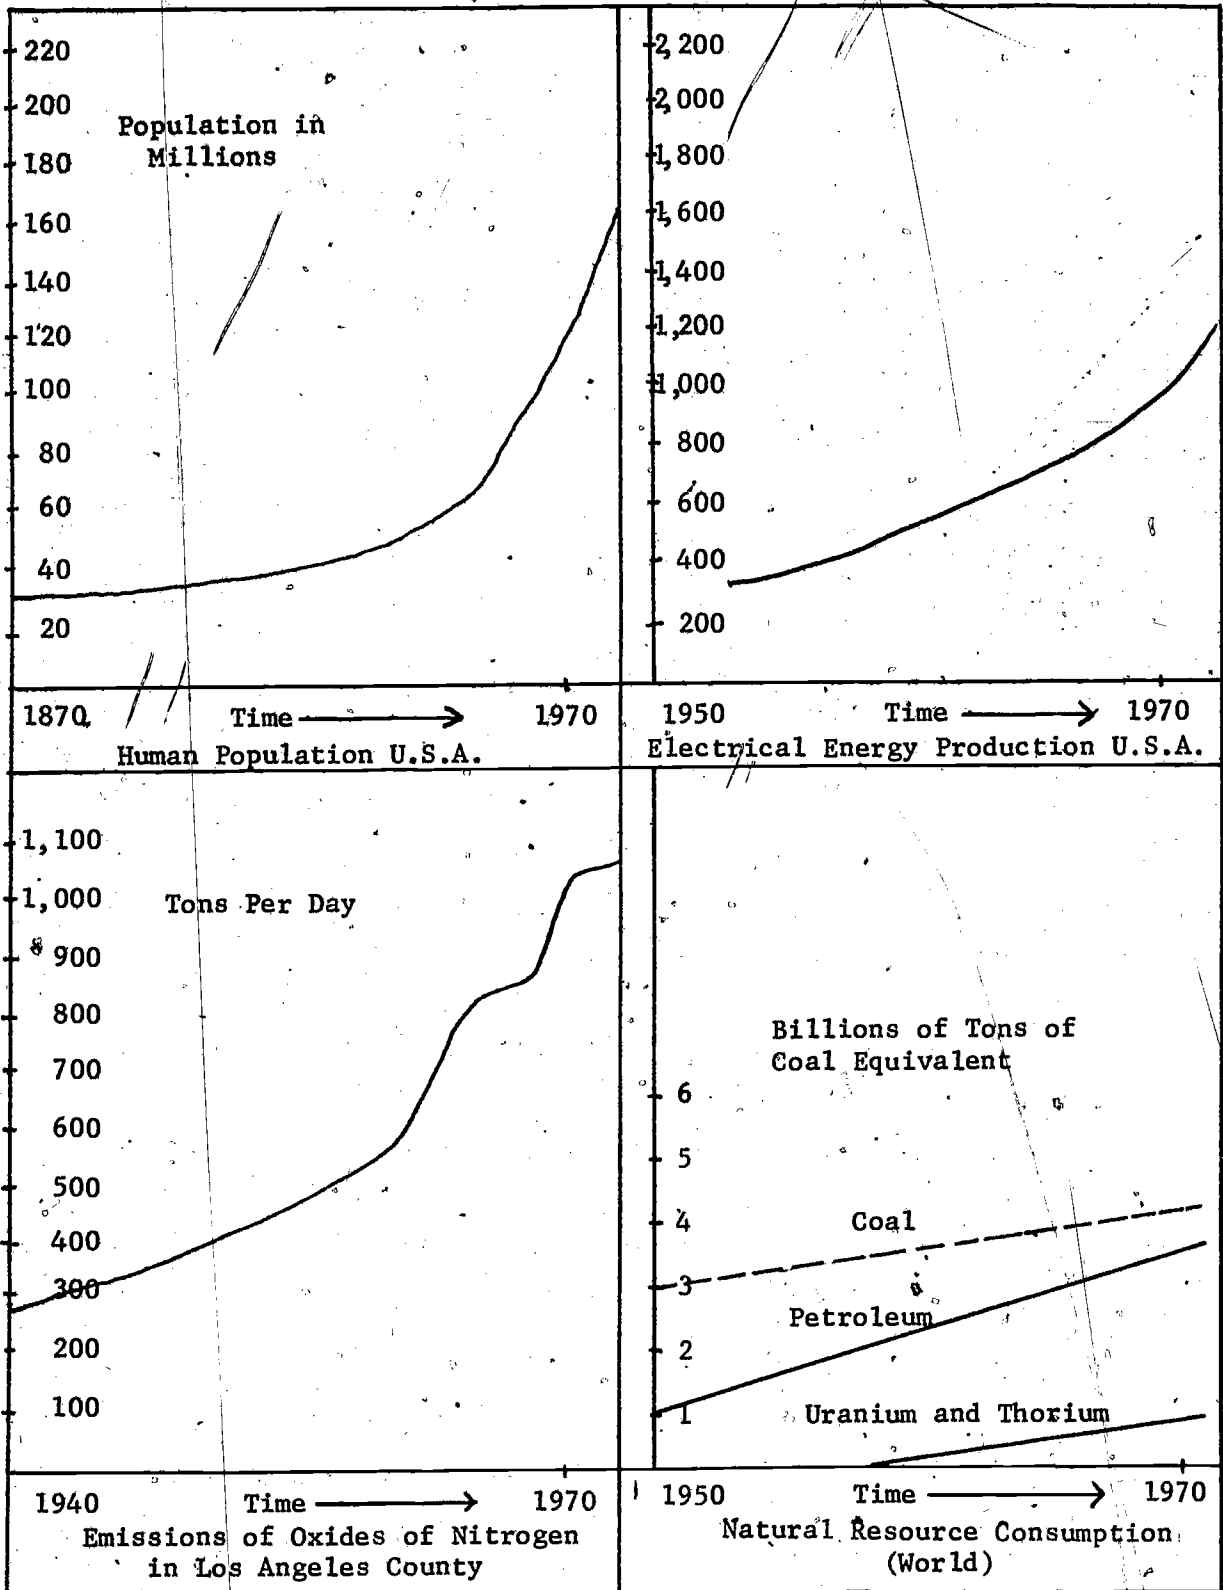 220
200
Population in
Millions
180
160
140
120
100
80
60
40
20
1870
Time
1970
Human Population U.S.A.
2,200
2,000
1,800
1,600
1,400
1,200
1,000
800
600
400
200
1950
Time
1970
Electrical Energy Production U.S.A.
1,100
1,000
Tons Per Day
900
800
700
600
500
400
300
200
100
1940
Time
1970
Emissions of Oxides of Nitrogen
in Los Angeles County
Billions of Tons of
Coal Equivalent
6
5
4
Coal
3
Petroleum
2
1
Uranium and Thorium
1950
Time
1970
Natural Resource Consumption
(World)